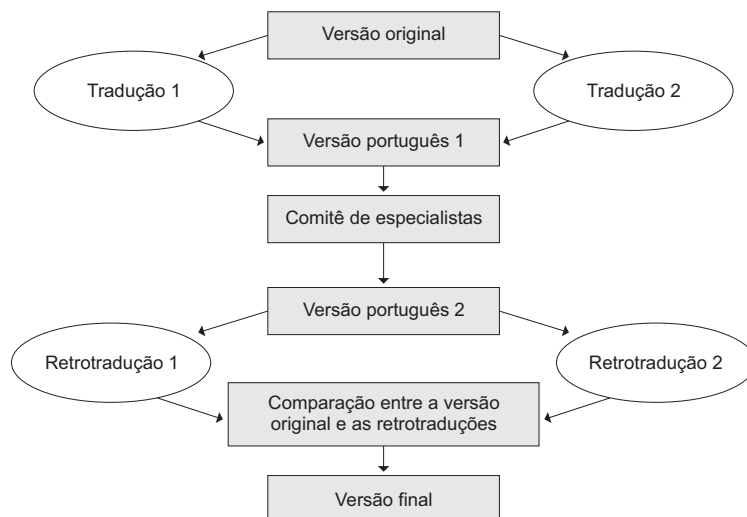 Versão original
Tradução 1
Tradução 2
Versão português 1
Comitê de especialistas
Versão português 2
Retrotradução 1
Retrotradução 2
Comparação entre a versão
original e as retrotraduções
Versão final